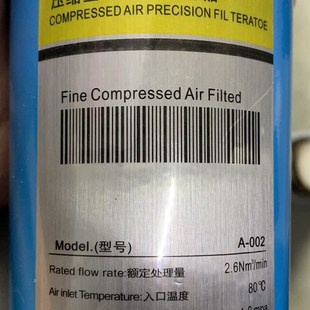 COMPRESSED AIR PRECISION FIL TERATOE
Fine Compressed Air Filted
Model.(型号) A-002
Rated flow rate:额定处理量 2.6Nm³/min
Air inlet Temperature:入口温度 80℃